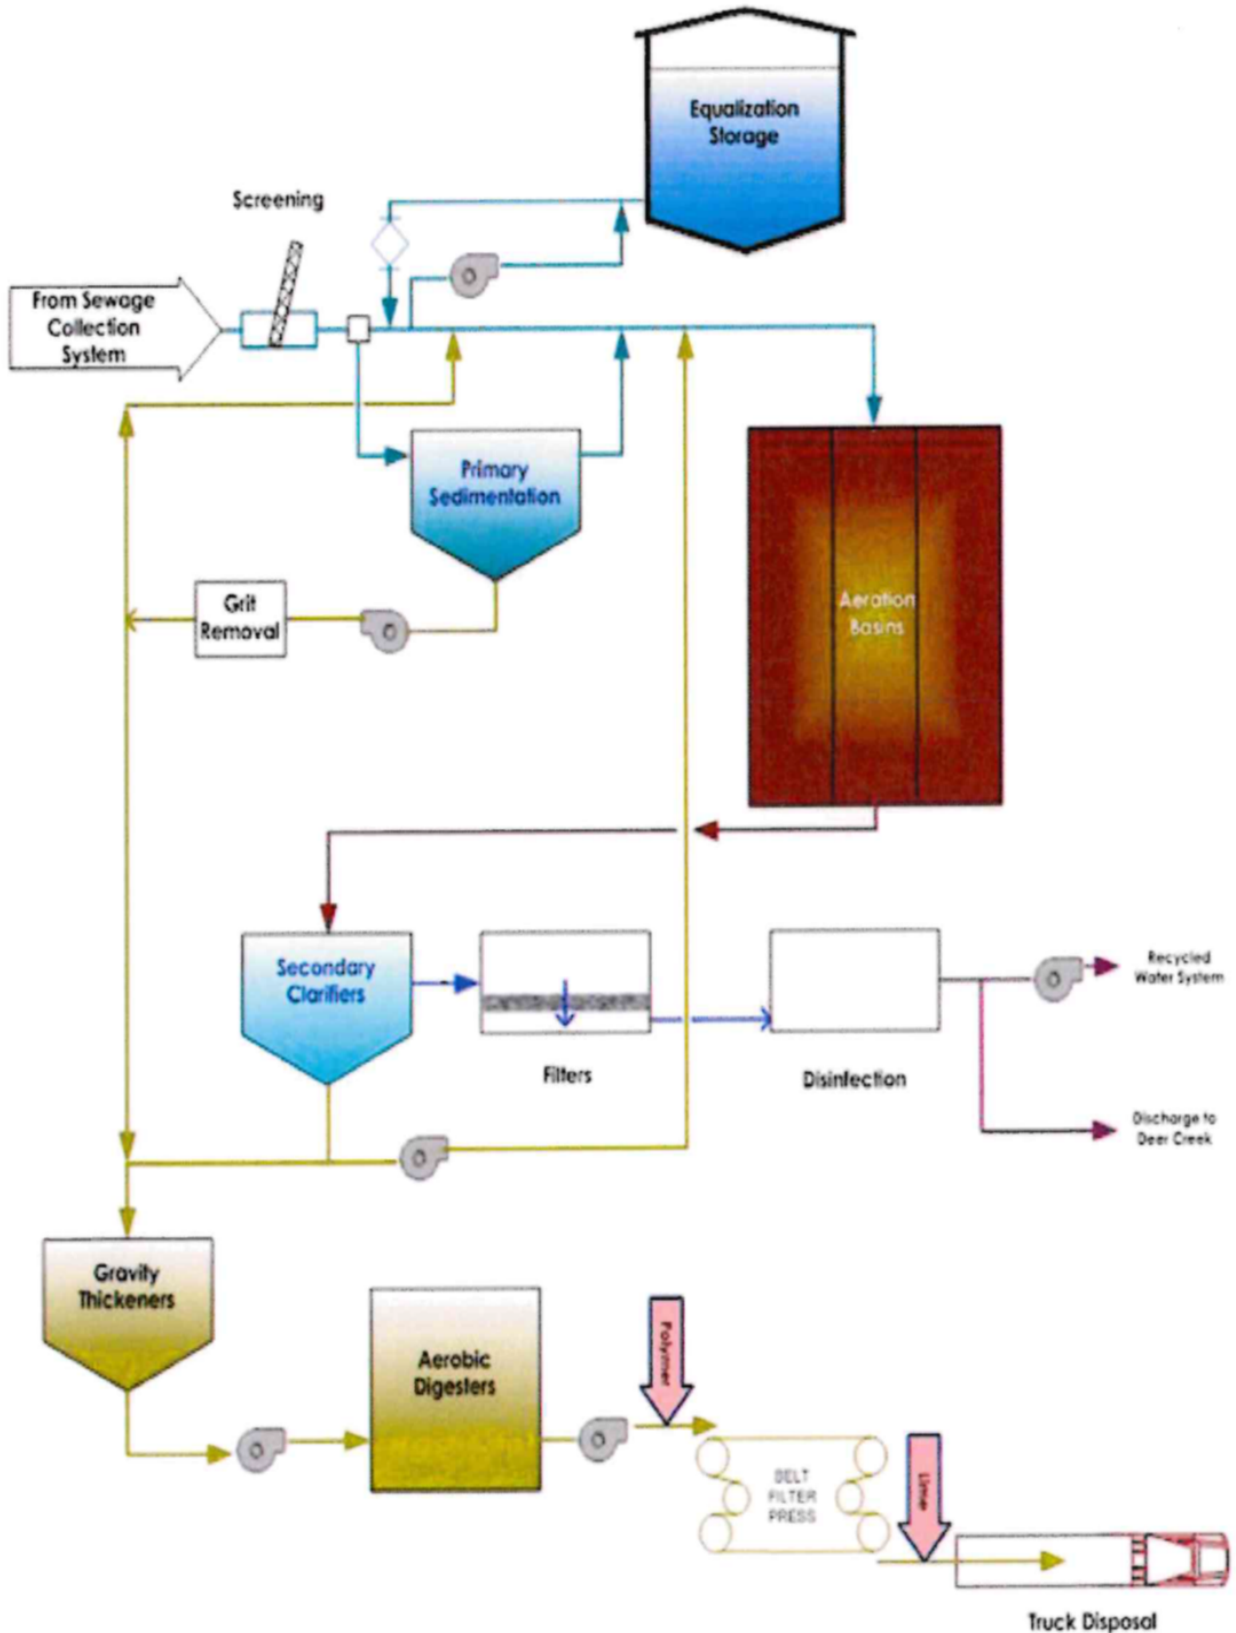 Equalization
Storage
Screening
From Sewage
Collection
System
Primary
Sedimentation
Grit
Removal
Aeration
Basins
Secondary
Clarifiers
Filters
Disinfection
Recycled
Water System
Discharge to
Deer Creek
Gravity
Thickeners
Aerobic
Digesters
Polymer
BELT
FILTER
PRESS
Lime
Truck Disposal